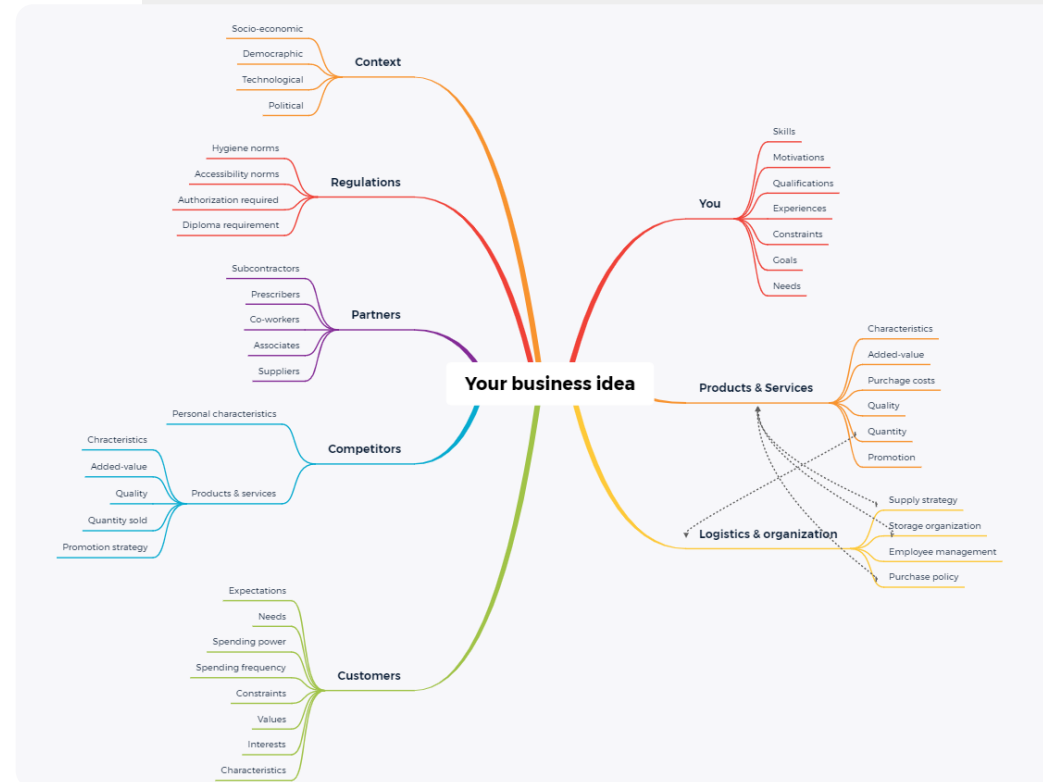 Your business idea
Context
Socio-economic
Democraphic
Technological
Political
Regulations
Hygiene norms
Accessibility norms
Authorization required
Diploma requirement
Partners
Subcontractors
Prescribers
Co-workers
Associates
Suppliers
Competitors
Personal characteristics
Products & services
Chracteristics
Added-value
Quality
Quantity sold
Promotion strategy
Customers
Expectations
Needs
Spending power
Spending frequency
Constraints
Values
Interests
Characteristics
You
Skills
Motivations
Qualifications
Experiences
Constraints
Goals
Needs
Products & Services
Characteristics
Added-value
Purchage costs
Quality
Quantity
Promotion
Logistics & organization
Supply strategy
Storage organization
Employee management
Purchase policy